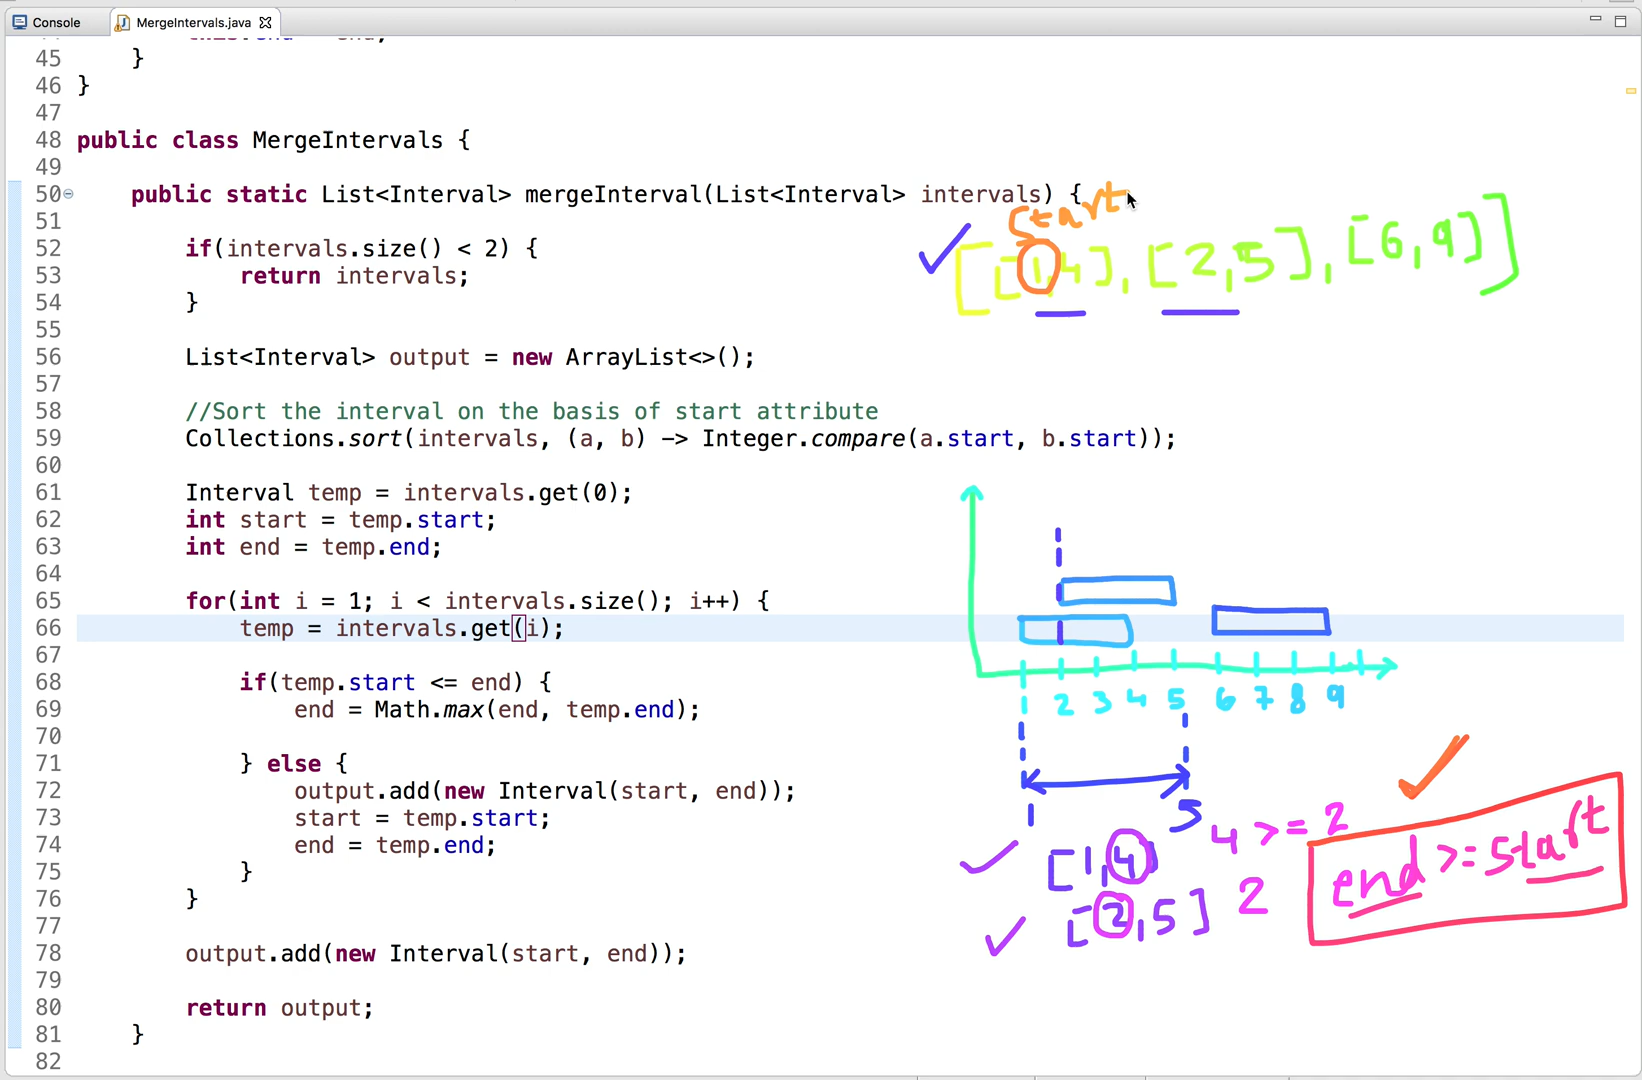 Console MergeIntervals.java
45 }
46 }
47
48 public class MergeIntervals {
49
50 public static List<Interval> mergeInterval(List<Interval> intervals) {
start
51
52 if(intervals.size() < 2) {
[[1,4], [2,5], [6,9]]
53 return intervals;
54 }
55
56 List<Interval> output = new ArrayList<>();
57
58 //Sort the interval on the basis of start attribute
59 Collections.sort(intervals, (a, b) -> Integer.compare(a.start, b.start));
60
61 Interval temp = intervals.get(0);
62 int start = temp.start;
63 int end = temp.end;
64
65 for(int i = 1; i < intervals.size(); i++) {
66 temp = intervals.get(i);
67
68 if(temp.start <= end) {
1 2 3 4 5 6 7 8 9
69 end = Math.max(end, temp.end);
70
71 } else {
72 output.add(new Interval(start, end));
73 start = temp.start;
1 5
4 >= 2
74 end = temp.end;
75 }
[1,4]
end >= start
76 }
[2,5] 2
77
78 output.add(new Interval(start, end));
79
80 return output;
81 }
82